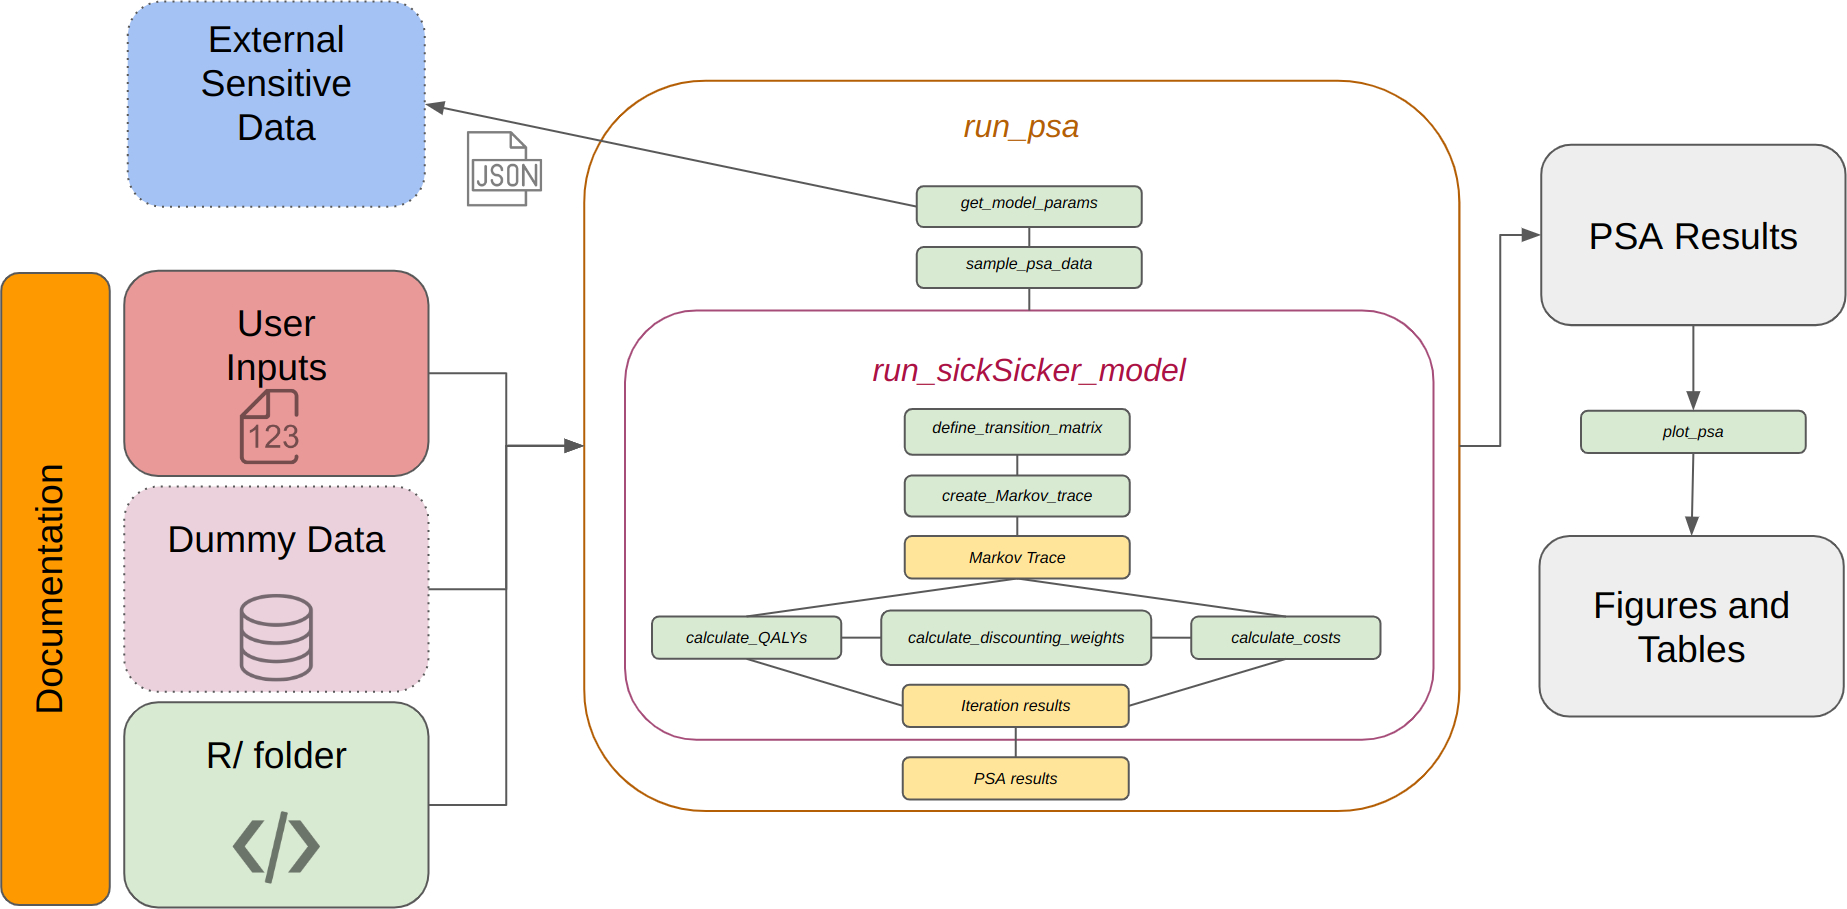 External
Sensitive
Data
JSON
Documentation
User
Inputs
123
Dummy Data
R/ folder
run_psa
get_model_params
sample_psa_data
run_sickSicker_model
define_transition_matrix
create_Markov_trace
Markov Trace
calculate_QALYs
calculate_discounting_weights
calculate_costs
Iteration results
PSA results
PSA Results
plot_psa
Figures and
Tables